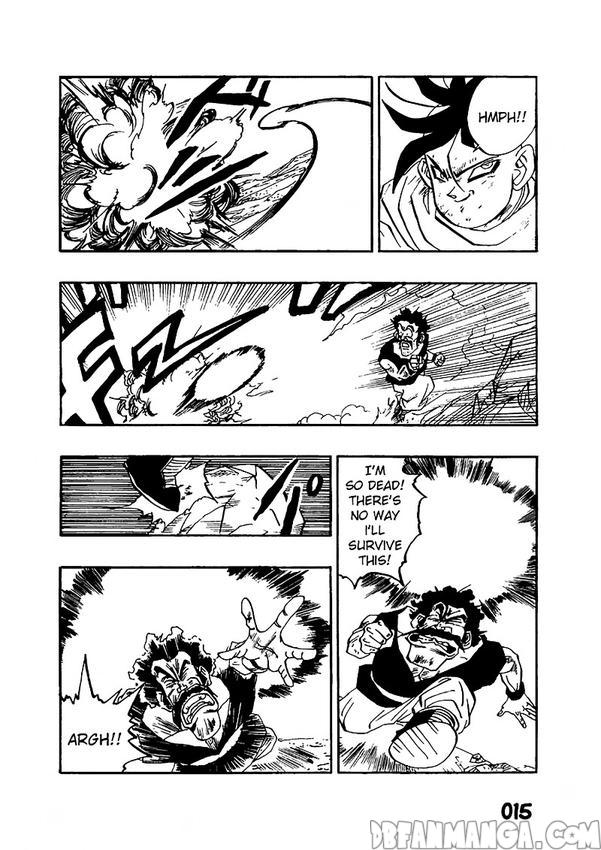 HMPH!!
I'M
SO DEAD!
THERE'S
NO WAY
I'LL
SURVIVE
THIS!
ARGH!!
015
DBFANMANGA.COM